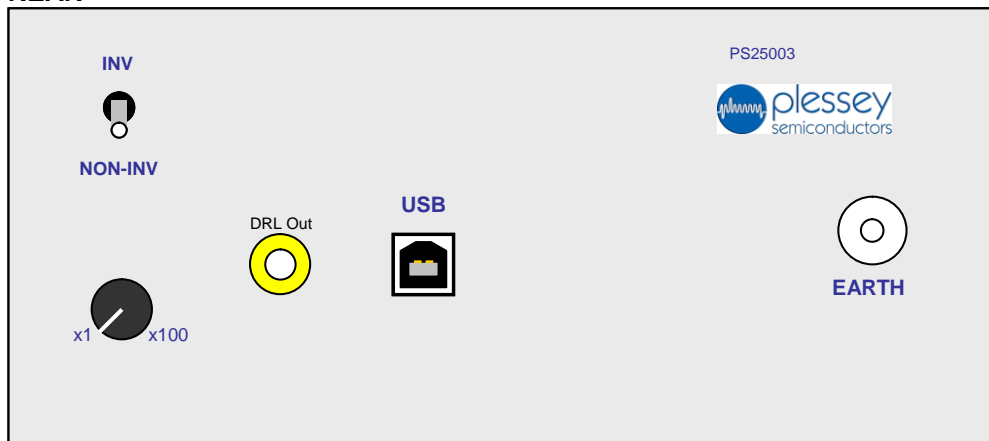 INV
PS25003
plessey
semiconductors
NON-INV
USB
DRL Out
EARTH
x1
x100